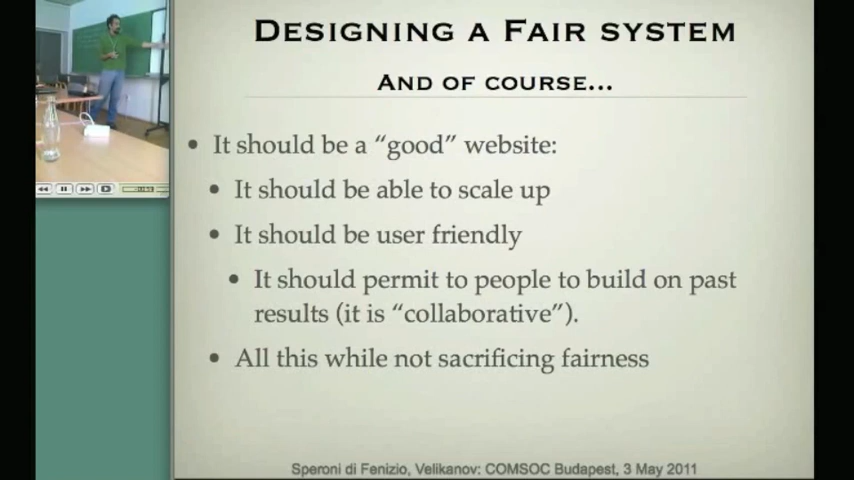 DESIGNING A FAIR SYSTEM
AND OF COURSE...
• It should be a “good” website:
• It should be able to scale up
• It should be user friendly
• It should permit to people to build on past
results (it is “collaborative”).
• All this while not sacrificing fairness
Speroni di Fenizio, Velikanov: COMSOC Budapest, 3 May 2011